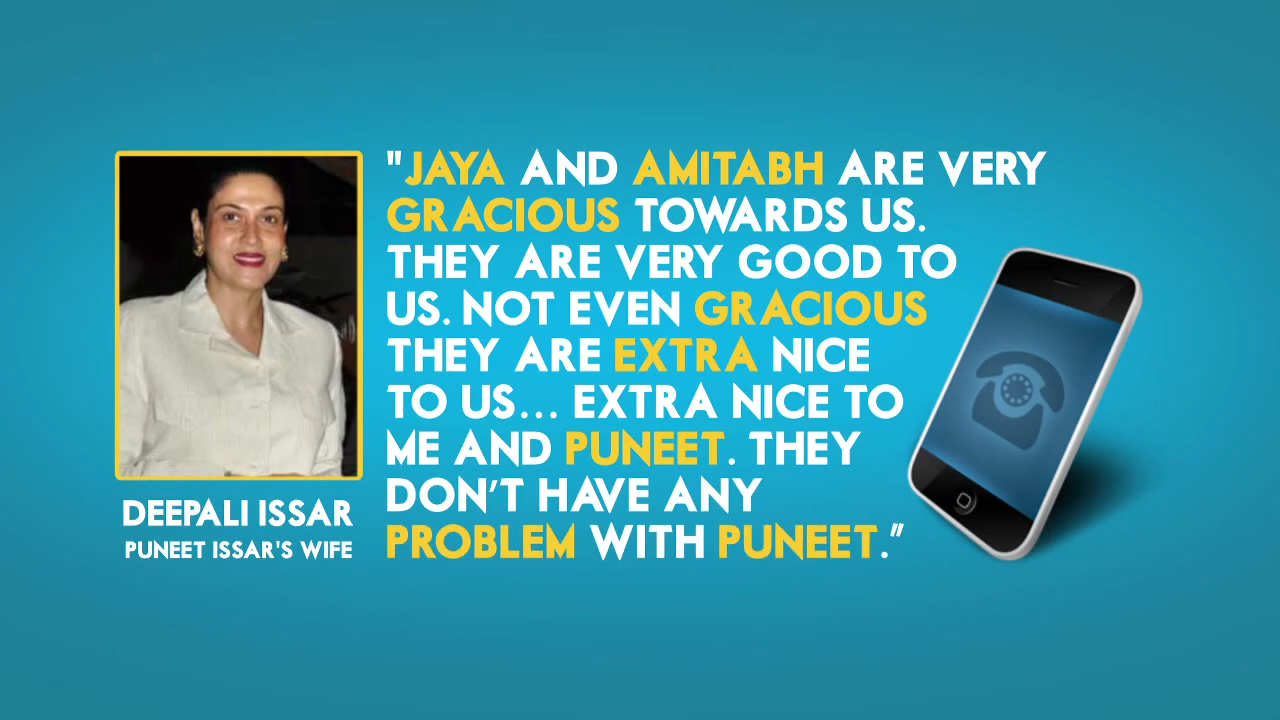 "JAYA AND AMITABH ARE VERY
GRACIOUS TOWARDS US.
THEY ARE VERY GOOD TO
US. NOT EVEN GRACIOUS
THEY ARE EXTRA NICE
TO US... EXTRA NICE TO
ME AND PUNEET. THEY
DON'T HAVE ANY
PROBLEM WITH PUNEET."
DEEPALI ISSAR
PUNEET ISSAR'S WIFE